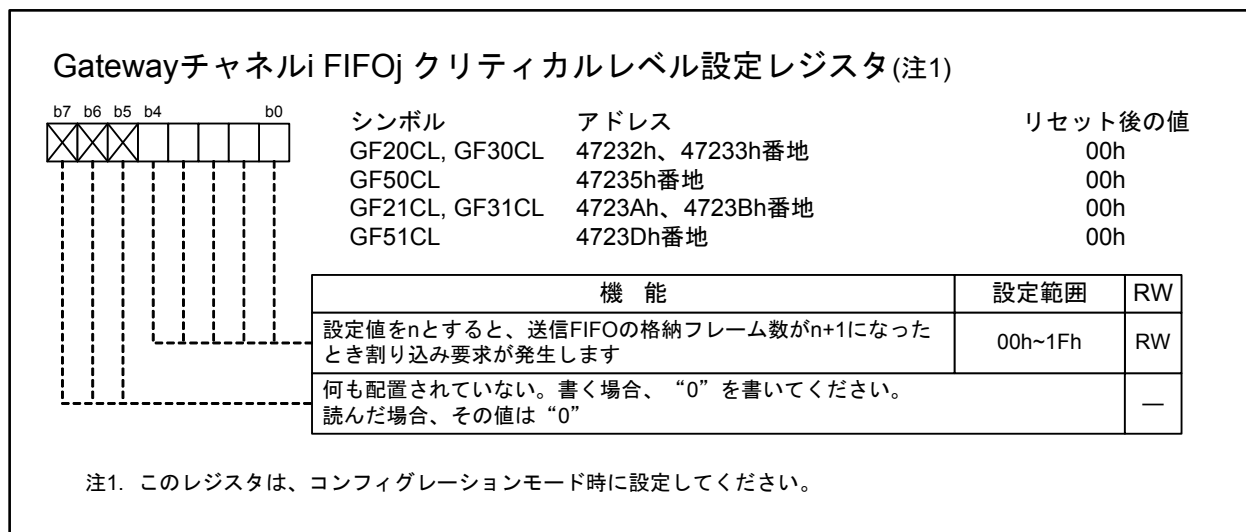 Gatewayチャネルi FIFOj クリティカルレベル設定レジスタ(注1)
b7 b6 b5 b4 b0
シンボル アドレス リセット後の値
GF20CL, GF30CL 47232h、47233h番地 00h
GF50CL 47235h番地 00h
GF21CL, GF31CL 4723Ah、4723Bh番地 00h
GF51CL 4723Dh番地 00h
機 能 設定範囲 RW
設定値をnとすると、送信FIFOの格納フレーム数がn+1になった
とき割り込み要求が発生します 00h~1Fh RW
何も配置されていない。書く場合、“0”を書いてください。
読んだ場合、その値は“0” —
注1. このレジスタは、コンフィグレーションモード時に設定してください。